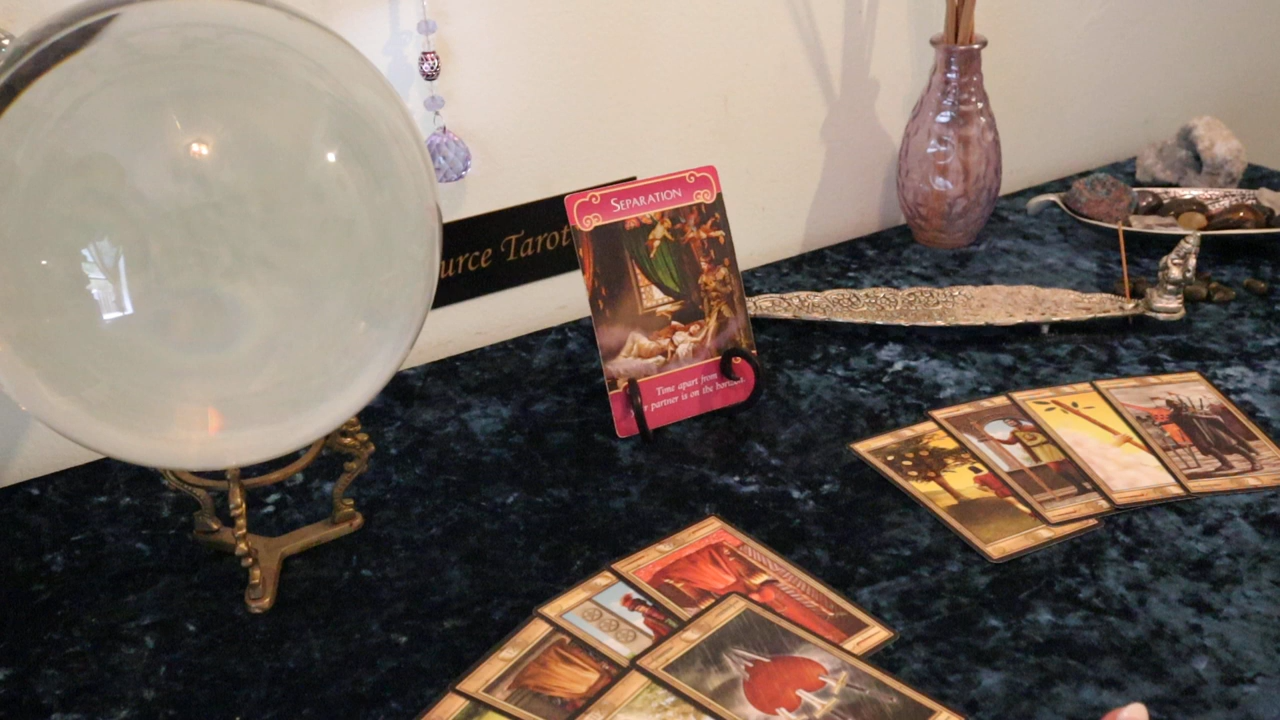 urce Tarot
SEPARATION
Time apart from
r partner is on the horizon.